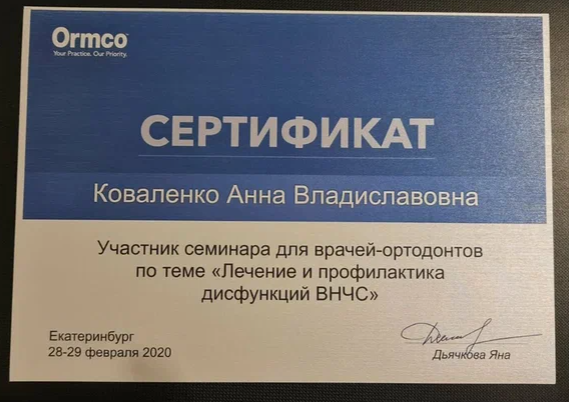 Ormco
Your Practice. Our Priority.
СЕРТИФИКАТ
Коваленко Анна Владиславовна
Участник семинара для врачей-ортодонтов
по теме «Лечение и профилактика
дисфункций ВНЧС»
Екатеринбург
28-29 февраля 2020
Дьячкова Яна